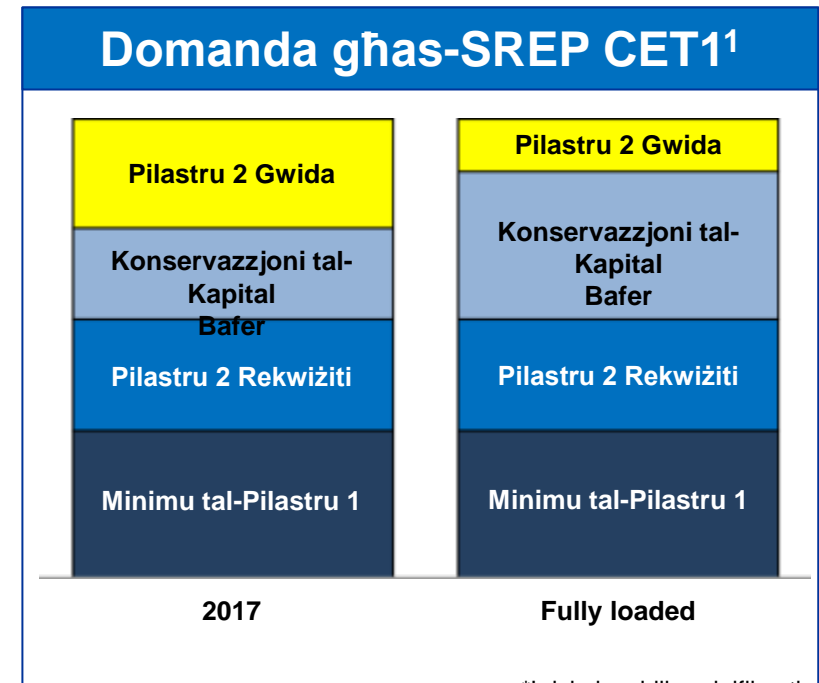 Domanda għas-SREP CET1¹
Pilastru 2 Gwida
Konservazzjoni tal-
Kapital
Bafer
Pilastru 2 Rekwiżiti
Minimu tal-Pilastru 1
2017
Pilastru 2 Gwida
Konservazzjoni tal-
Kapital
Bafer
Pilastru 2 Rekwiżiti
Minimu tal-Pilastru 1
Fully loaded